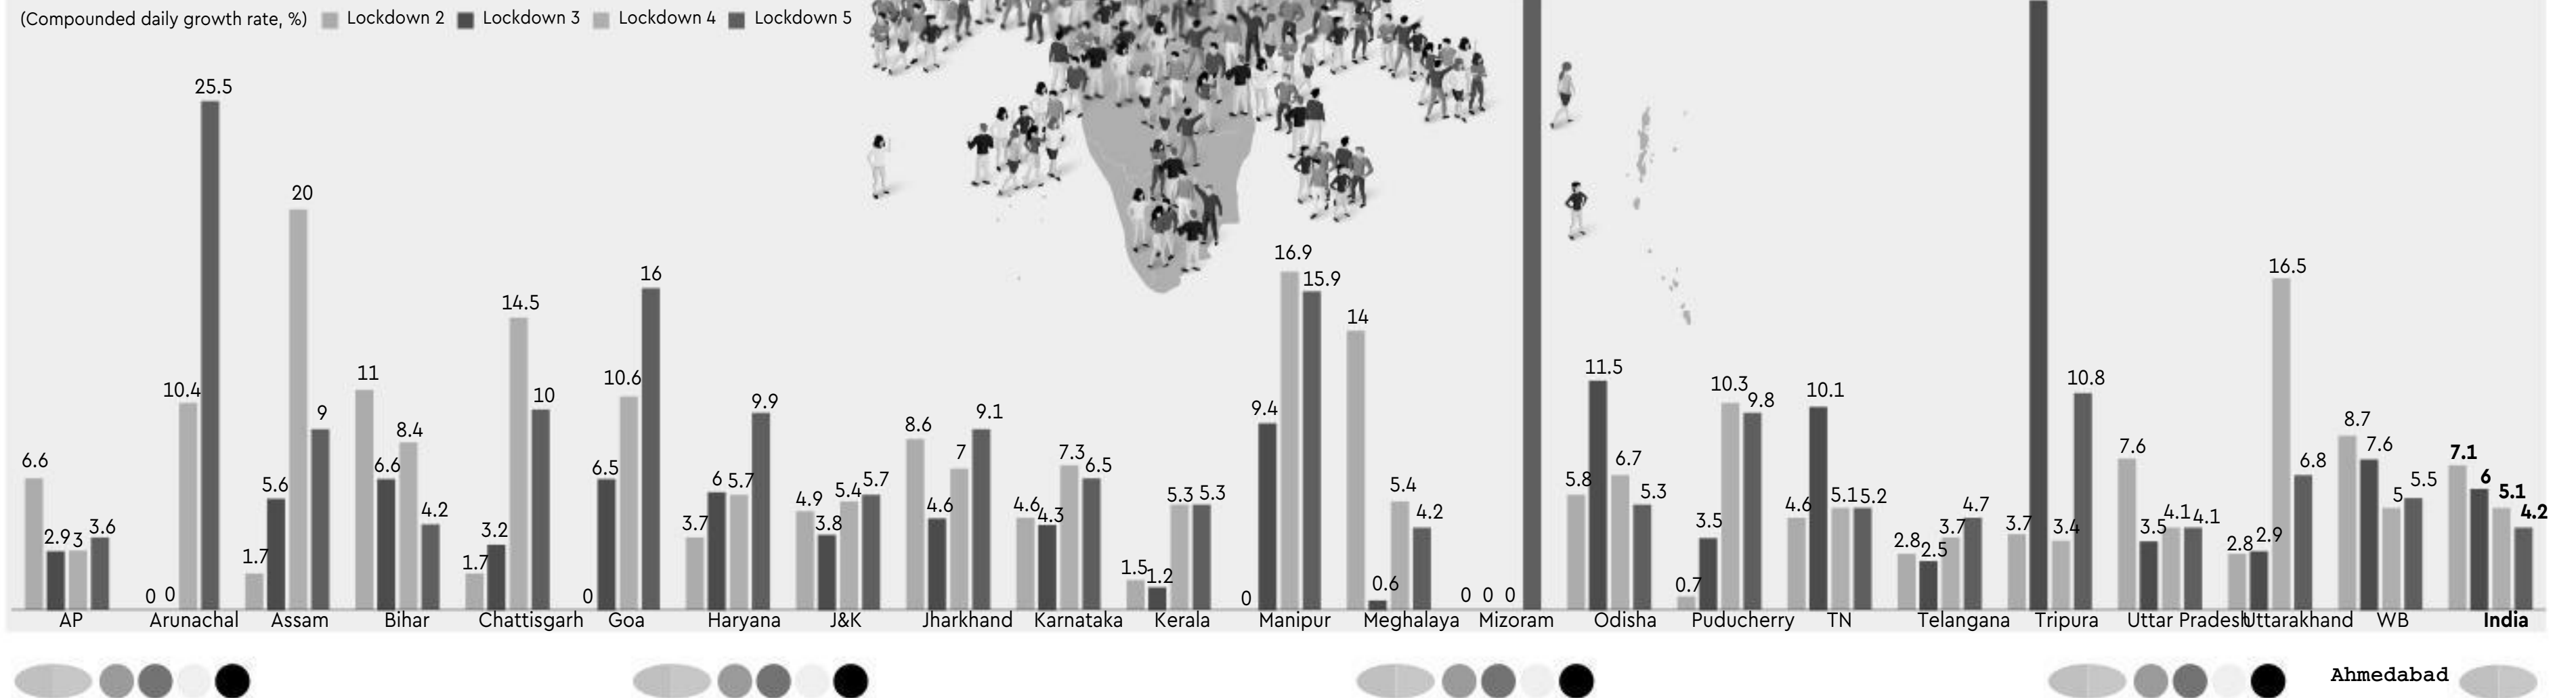 (Compounded daily growth rate, %) Lockdown 2 Lockdown 3 Lockdown 4 Lockdown 5
6.6 2.9 3 3.6
0 0 10.4 25.5
1.7 5.6 20 9
11 6.6 8.4 4.2
1.7 3.2 14.5 10
0 6.5 10.6 16
3.7 6 5.7 9.9
4.9 3.8 5.4 5.7
8.6 4.6 7 9.1
4.6 4.3 7.3 6.5
1.5 1.2 5.3 5.3
0 9.4 16.9 15.9
14 0.6 5.4 4.2
0 0 0
5.8 11.5 6.7 5.3
0.7 3.5 10.3 9.8
4.6 10.1 5.1 5.2
2.8 2.5 3.7 4.7
3.7 3.4 10.8
7.6 3.5 4.1 4.1
2.8 2.9 16.5 6.8
8.7 7.6 5 5.5
7.1 6 5.1 4.2
AP Arunachal Assam Bihar Chattisgarh Goa Haryana J&K Jharkhand Karnataka Kerala Manipur Meghalaya Mizoram Odisha Puducherry TN Telangana Tripura Uttar Pradesh Uttarakhand WB India
Ahmedabad